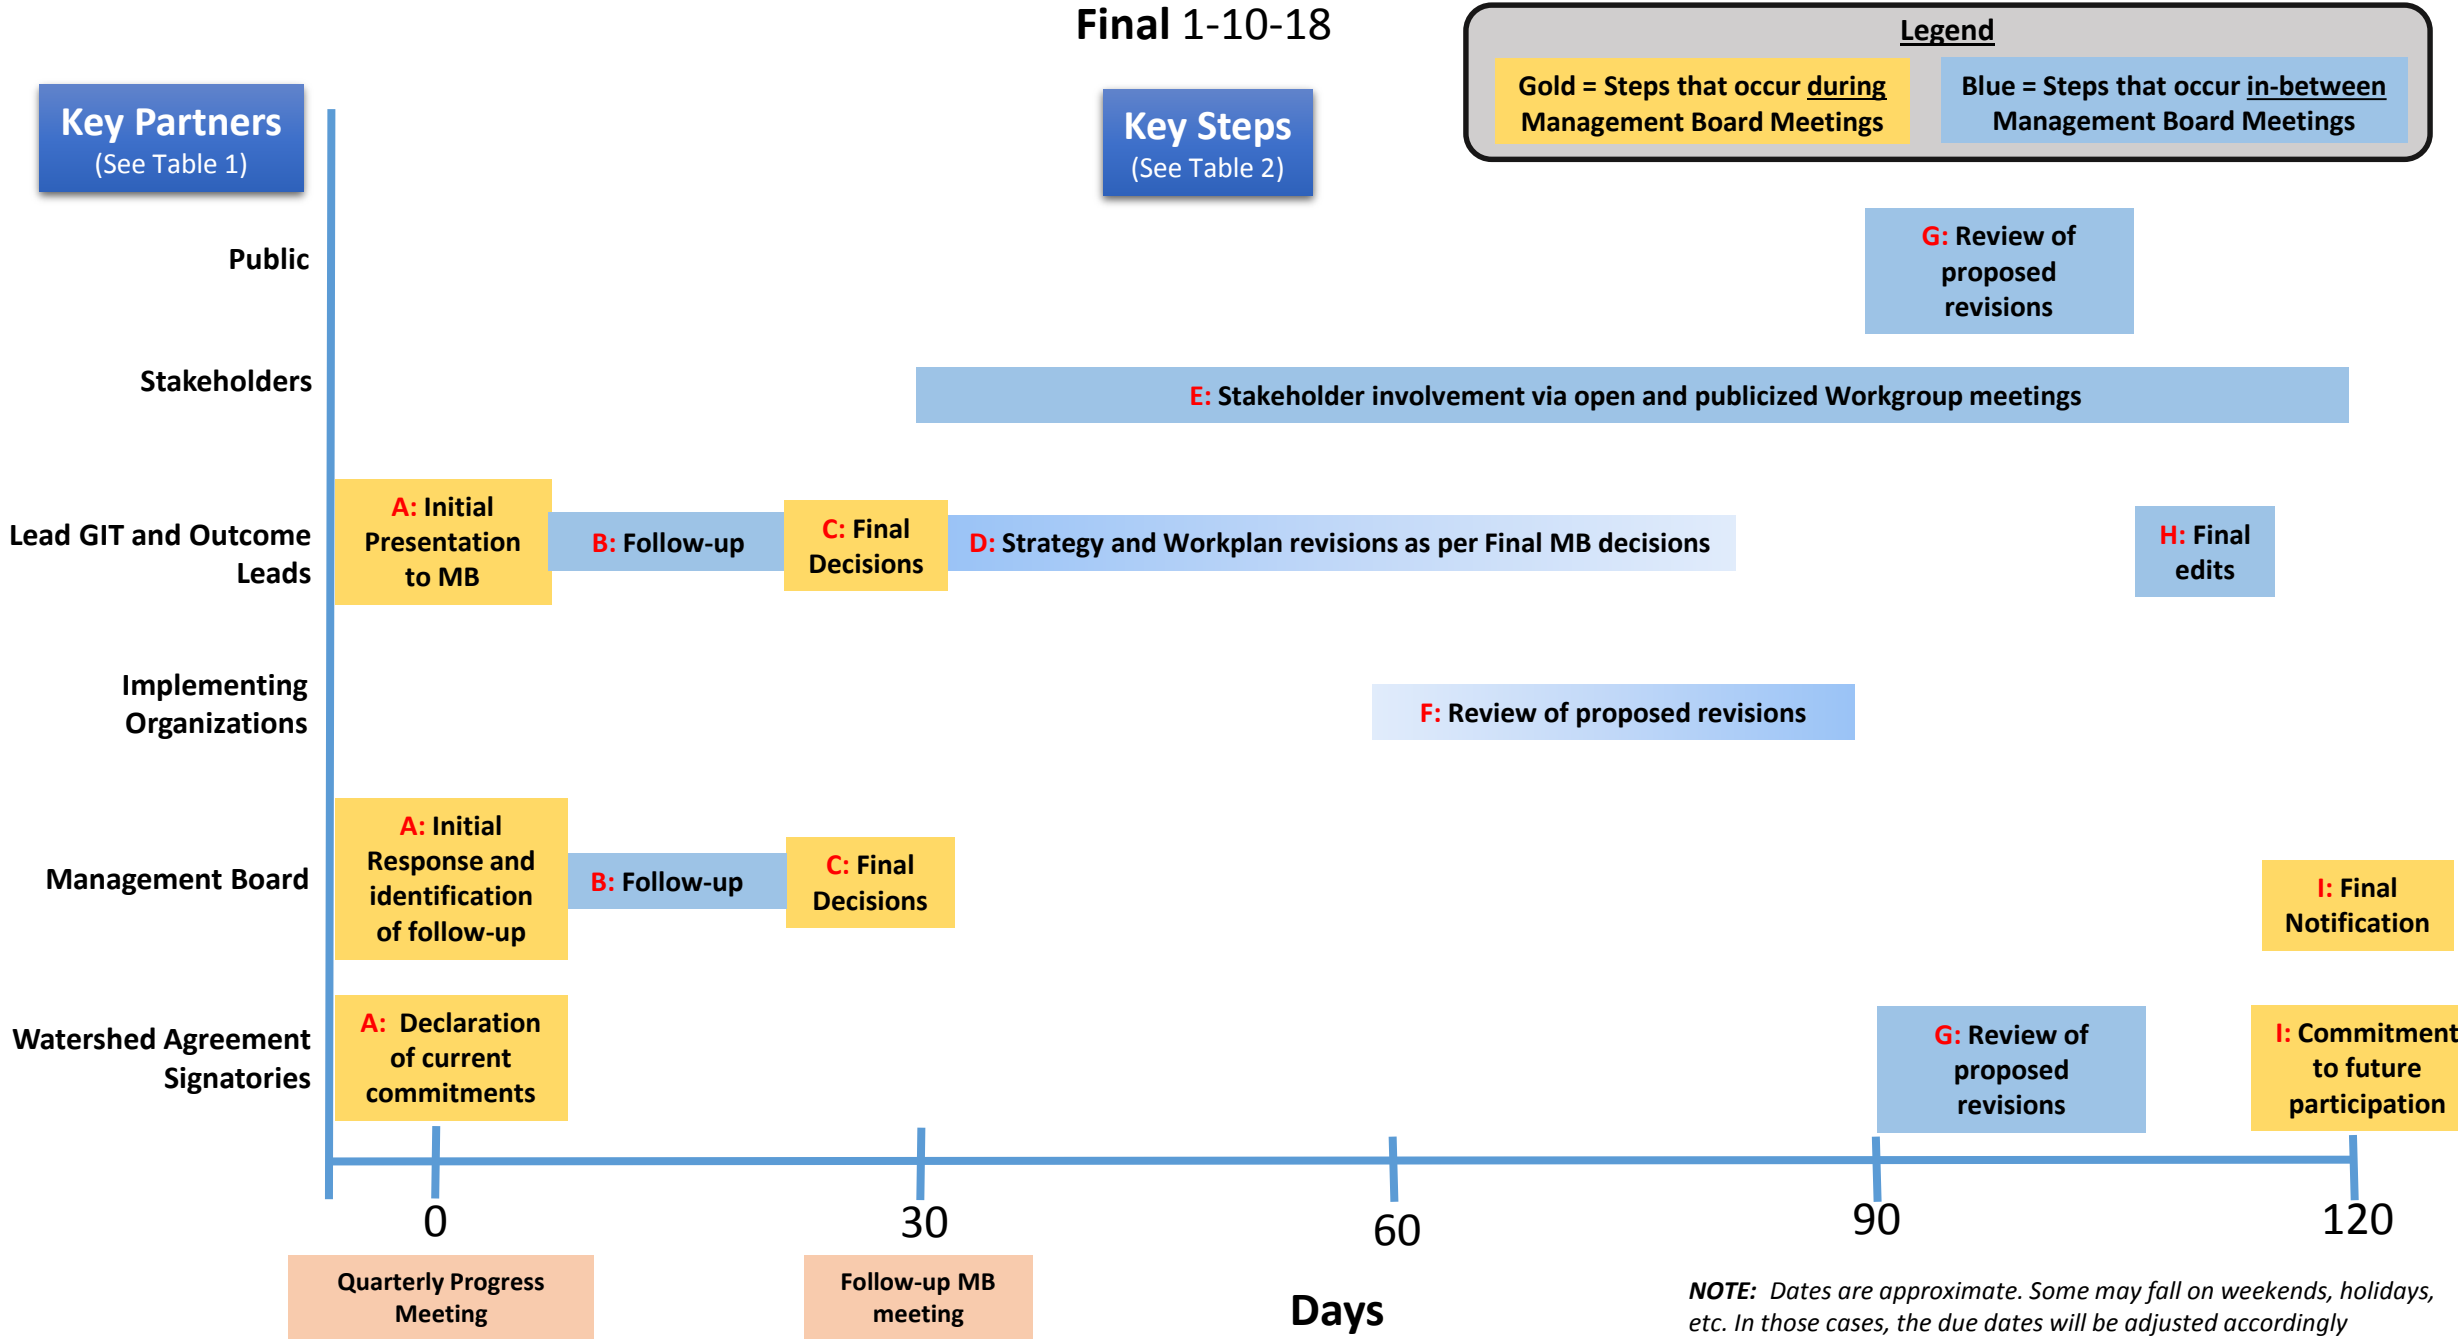 Final 1-10-18
Legend
Gold = Steps that occur during
Management Board Meetings
Blue = Steps that occur in-between
Management Board Meetings
Key Partners
(See Table 1)
Key Steps
(See Table 2)
Public
G: Review of
proposed
revisions
Stakeholders
E: Stakeholder involvement via open and publicized Workgroup meetings
Lead GIT and Outcome
Leads
A: Initial
Presentation
to MB
B: Follow-up
C: Final
Decisions
D: Strategy and Workplan revisions as per Final MB decisions
H: Final
edits
Implementing
Organizations
F: Review of proposed revisions
Management Board
A: Initial
Response and
identification
of follow-up
B: Follow-up
C: Final
Decisions
I: Final
Notification
Watershed Agreement
Signatories
A: Declaration
of current
commitments
G: Review of
proposed
revisions
I: Commitment
to future
participation
0
30
60
90
120
Quarterly Progress
Meeting
Follow-up MB
meeting
Days
NOTE: Dates are approximate. Some may fall on weekends, holidays,
etc. In those cases, the due dates will be adjusted accordingly